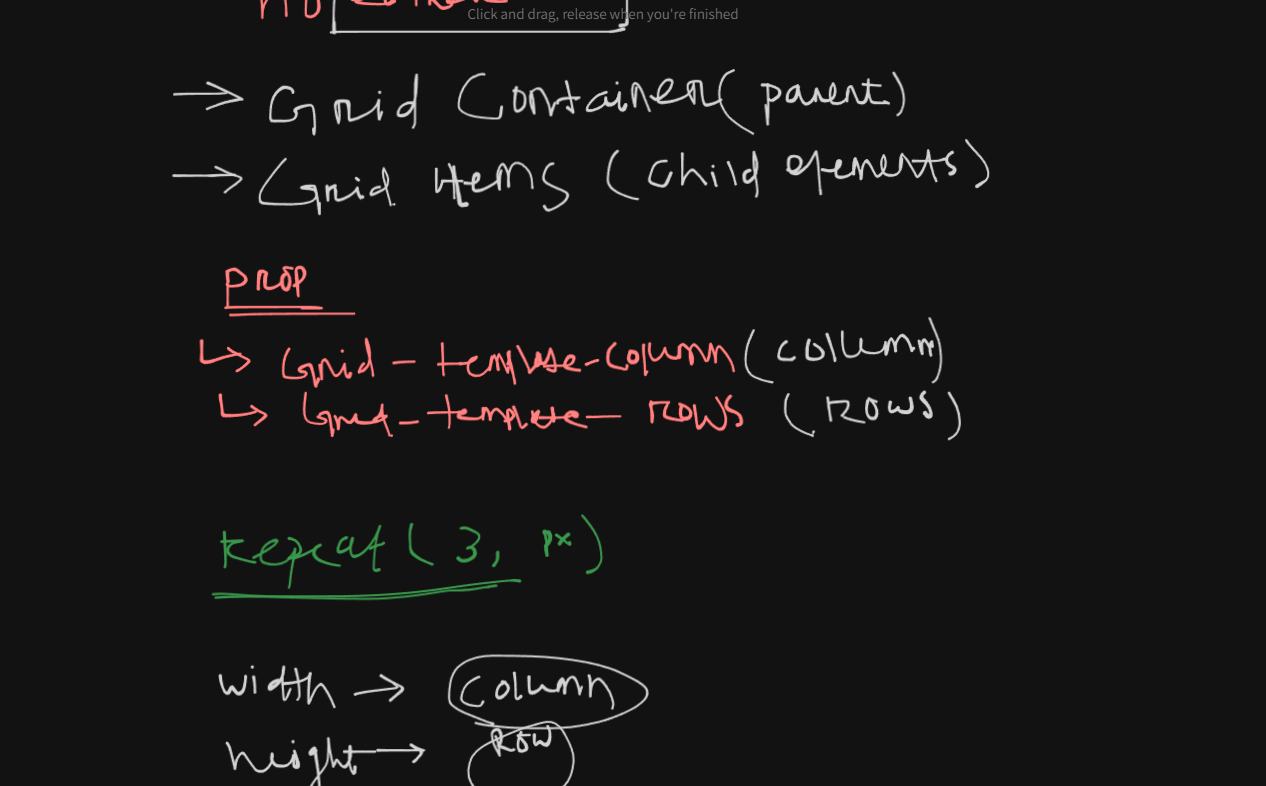 Click and drag, release when you're finished
→ Grid Container (parent)
→ Grid Items (child elements)
PROP
↳ Grid - template-column (column)
↳ Grid - template - ROWS (ROWS)
Repeat (3, px)
width → column
height → ROW